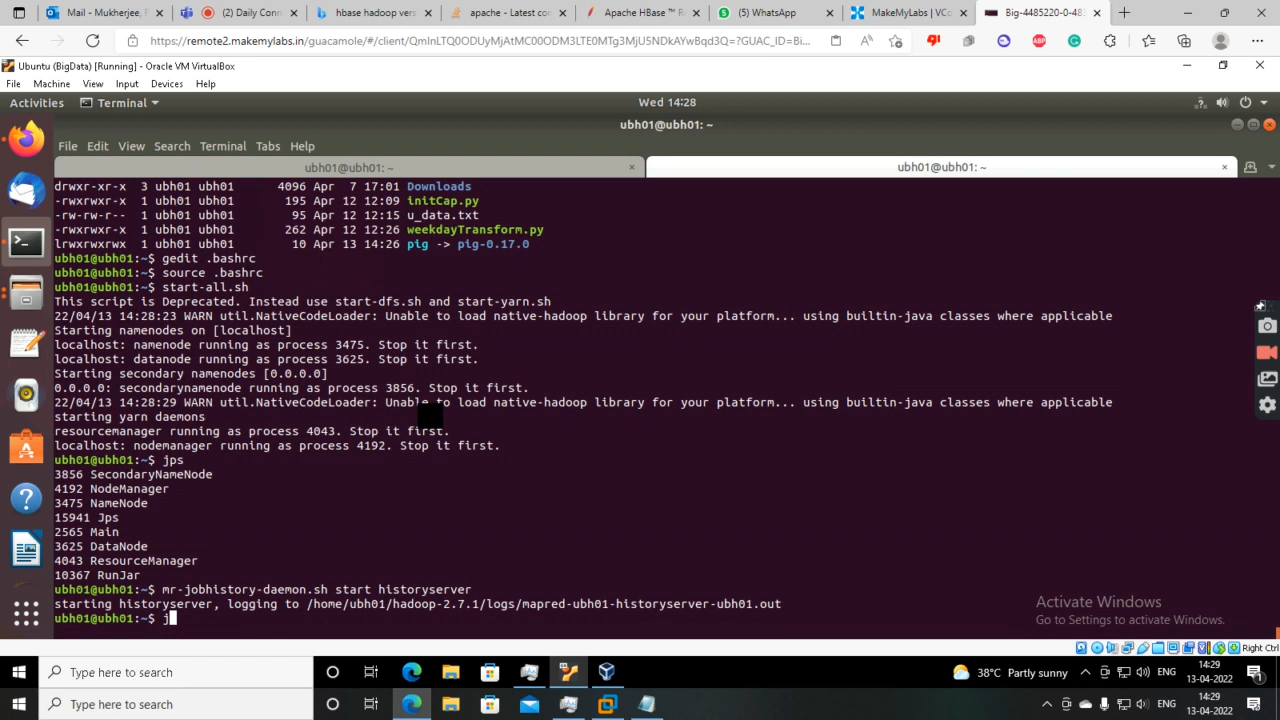 Mail - Mukherjee, F
(2) Daily Conn
hbase hadoop vers
apache - Latest con
Apache HBase ™ R
(5) WhatsApp
MakeMyLabs | VCo
Big-4485220-0-483
Ubuntu (BigData) [Running] - Oracle VM VirtualBox
File Machine View Input Devices Help
Activities Terminal Wed 14:28
ubh01@ubh01: ~
File Edit View Search Terminal Tabs Help
ubh01@ubh01: ~ × ubh01@ubh01: ~ ×
drwxr-xr-x 3 ubh01 ubh01 4096 Apr 7 17:01 Downloads
-rwxrwxr-x 1 ubh01 ubh01 195 Apr 12 12:09 initCap.py
-rw-rw-r-- 1 ubh01 ubh01 95 Apr 12 12:15 u_data.txt
-rwxrwxr-x 1 ubh01 ubh01 262 Apr 12 12:26 weekdayTransform.py
lrwxrwxrwx 1 ubh01 ubh01 10 Apr 13 14:26 pig -> pig-0.17.0
ubh01@ubh01:~$ gedit .bashrc
ubh01@ubh01:~$ source .bashrc
ubh01@ubh01:~$ start-all.sh
This script is Deprecated. Instead use start-dfs.sh and start-yarn.sh
22/04/13 14:28:23 WARN util.NativeCodeLoader: Unable to load native-hadoop library for your platform... using builtin-java classes where applicable
Starting namenodes on [localhost]
localhost: namenode running as process 3475. Stop it first.
localhost: datanode running as process 3625. Stop it first.
Starting secondary namenodes [0.0.0.0]
0.0.0.0: secondarynamenode running as process 3856. Stop it first.
22/04/13 14:28:29 WARN util.NativeCodeLoader: Unable to load native-hadoop library for your platform... using builtin-java classes where applicable
starting yarn daemons
resourcemanager running as process 4043. Stop it first.
localhost: nodemanager running as process 4192. Stop it first.
ubh01@ubh01:~$ jps
3856 SecondaryNameNode
4192 NodeManager
3475 NameNode
15941 Jps
2565 Main
3625 DataNode
4043 ResourceManager
10367 RunJar
ubh01@ubh01:~$ mr-jobhistory-daemon.sh start historyserver
starting historyserver, logging to /home/ubh01/hadoop-2.7.1/logs/mapred-ubh01-historyserver-ubh01.out
ubh01@ubh01:~$ j
Activate Windows
Go to Settings to activate Windows.
Right Ctrl
Type here to search 38°C Partly sunny ENG 14:29
13-04-2022
Type here to search ENG 14:29
13-04-2022